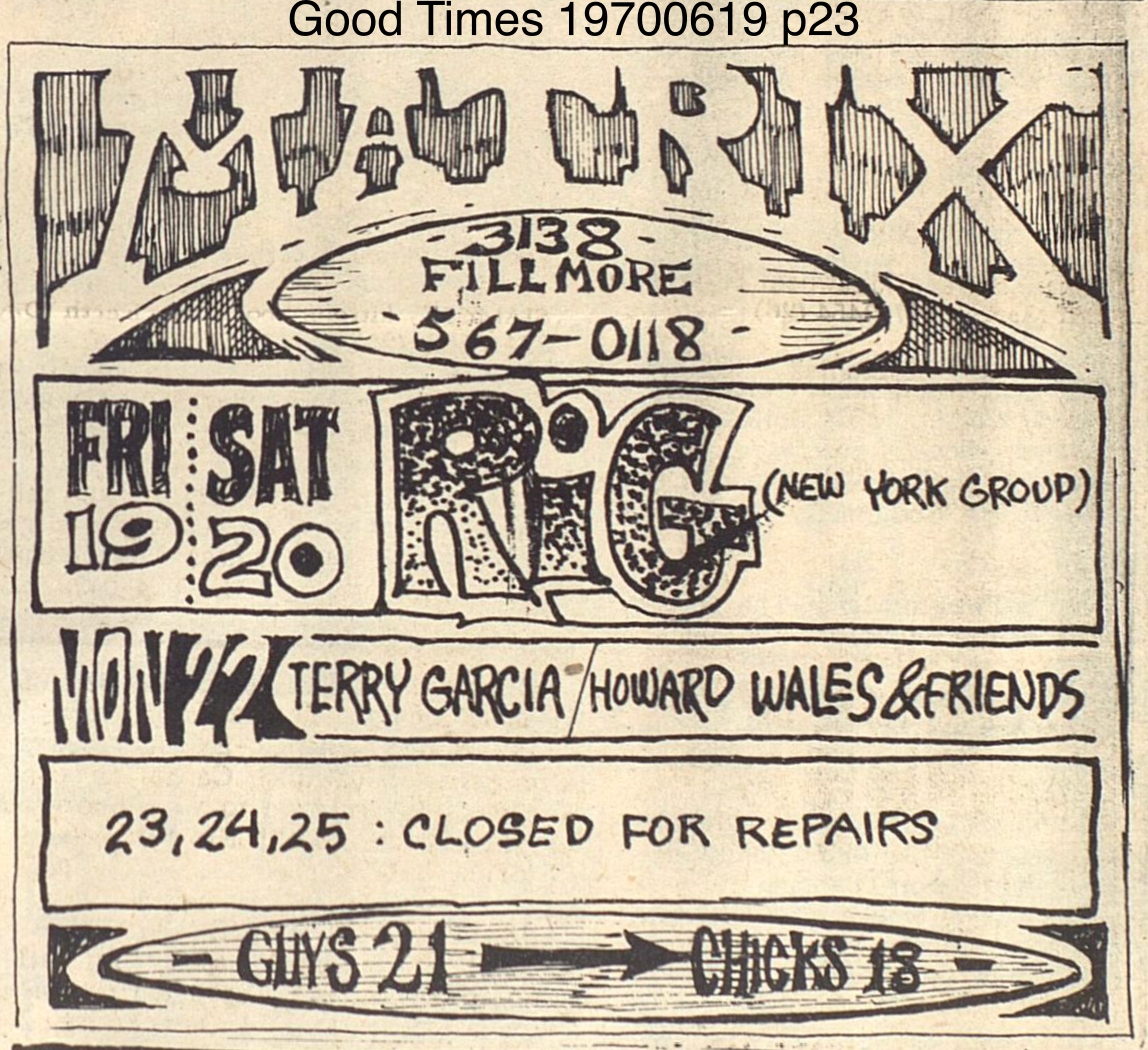 Good Times 19700619 p23
MATRIX
3138
FILLMORE
567-0118
FRI SAT
19 20
RiG
(NEW YORK GROUP)
MON 22 TERRY GARCIA / HOWARD WALES & FRIENDS
23, 24, 25 : CLOSED FOR REPAIRS
- GUYS 21 → CHICKS 18 -